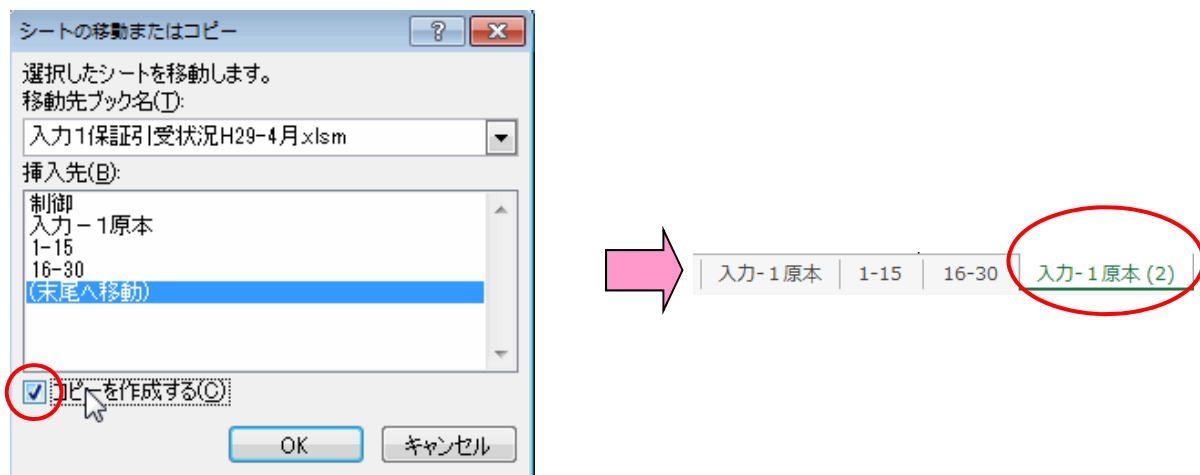 シートの移動またはコピー
選択したシートを移動します。
移動先ブック名(T):
入力1保証引受状況H29-4月.xlsm
挿入先(B):
制御
入力－1原本
1-15
16-30
(末尾へ移動)
コピーを作成する(C)
OK キャンセル
入力-１原本 1-15 16-30 入力-１原本 (2)